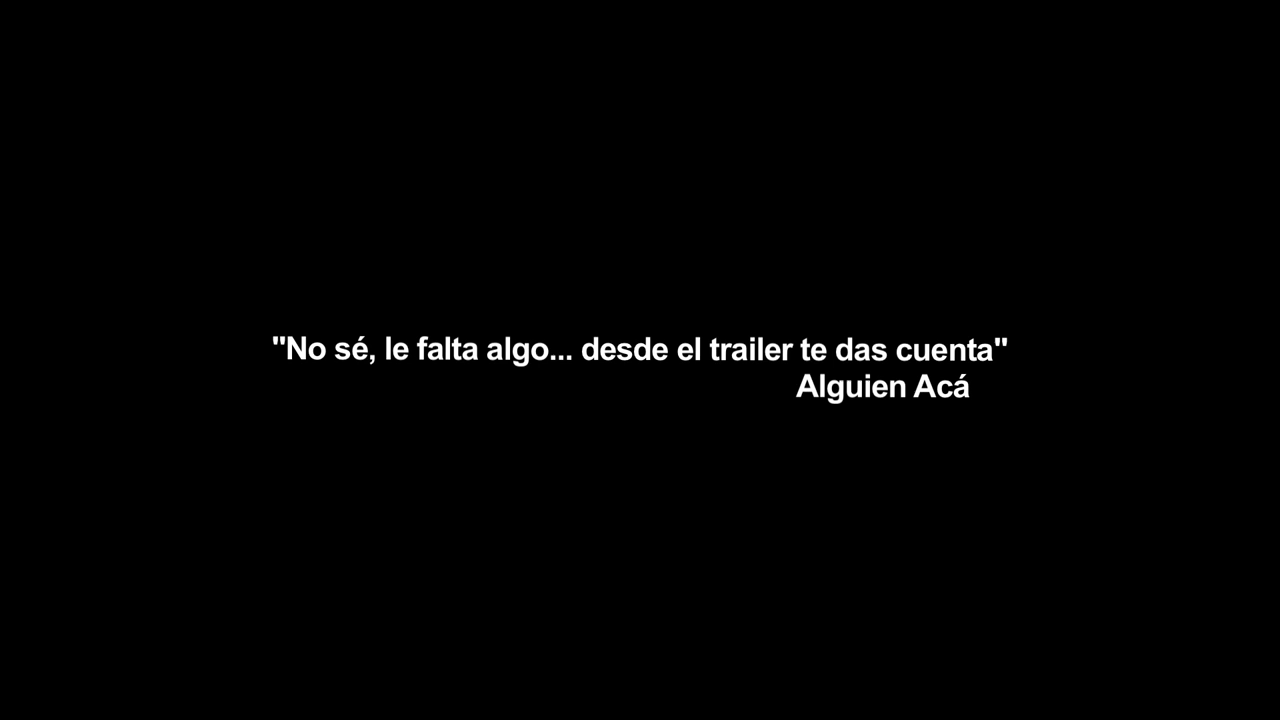 "No sé, le falta algo... desde el trailer te das cuenta"
Alguien Acá